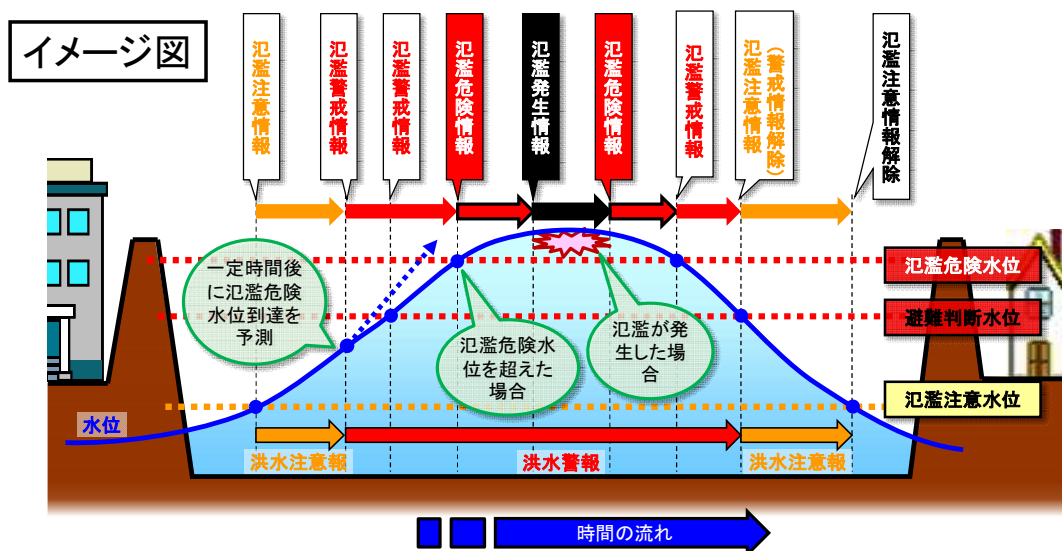 イメージ図
氾濫注意情報
氾濫警戒情報
氾濫警戒情報
氾濫危険情報
氾濫発生情報
氾濫危険情報
氾濫警戒情報
氾濫注意情報
(警戒情報解除)
氾濫注意情報解除
一定時間後
に氾濫危険
水位到達を
予測
氾濫危険水
位を超えた
場合
氾濫が発
生した場
合
氾濫危険水位
避難判断水位
氾濫注意水位
水位
洪水注意報
洪水警報
洪水注意報
時間の流れ